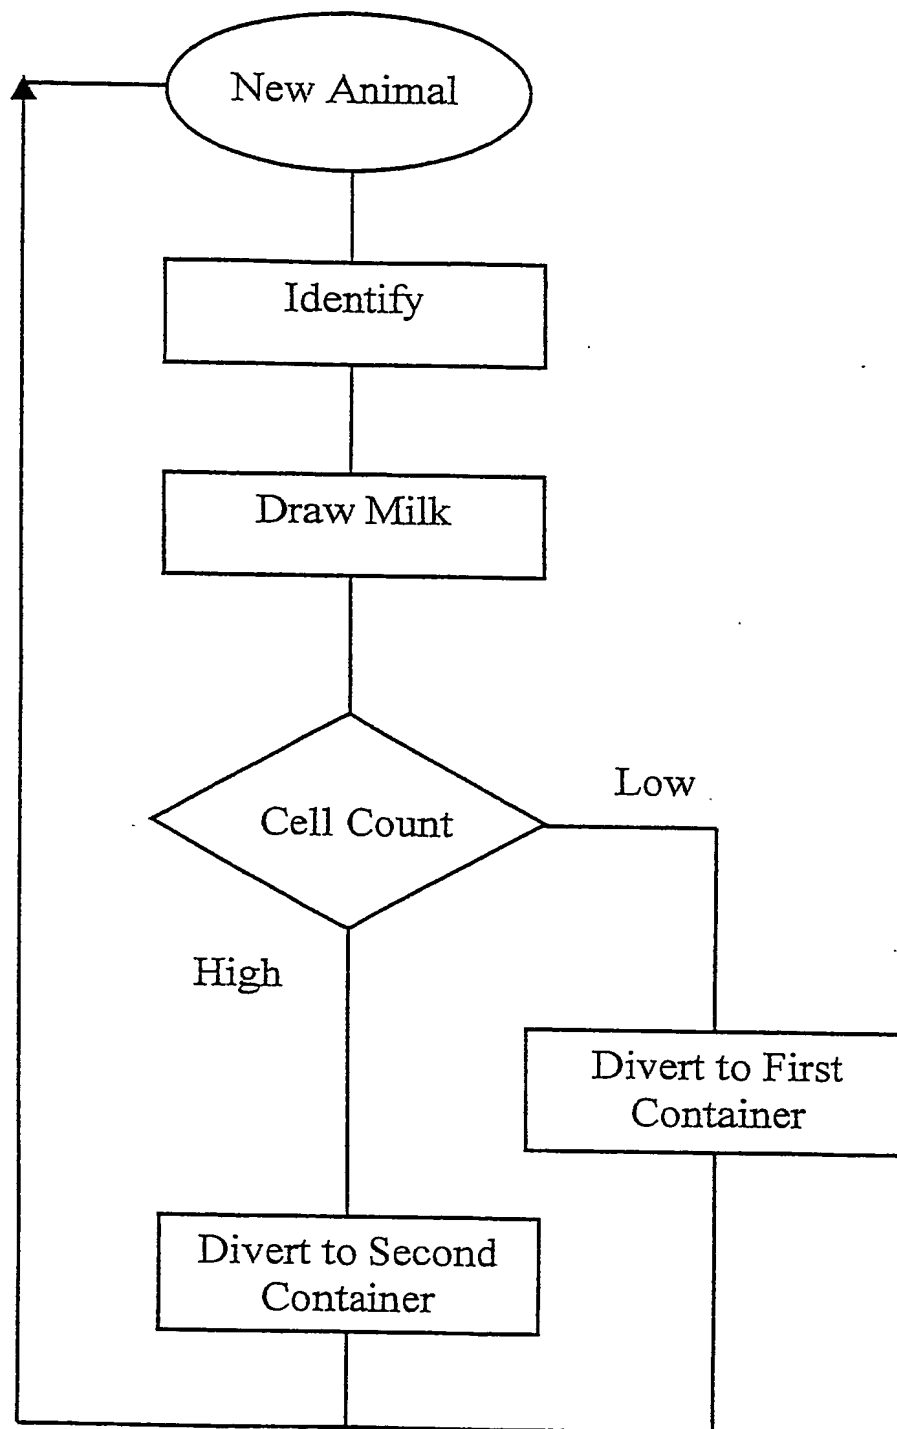 New Animal
Identify
Draw Milk
Cell Count
Low
High
Divert to First
Container
Divert to Second
Container